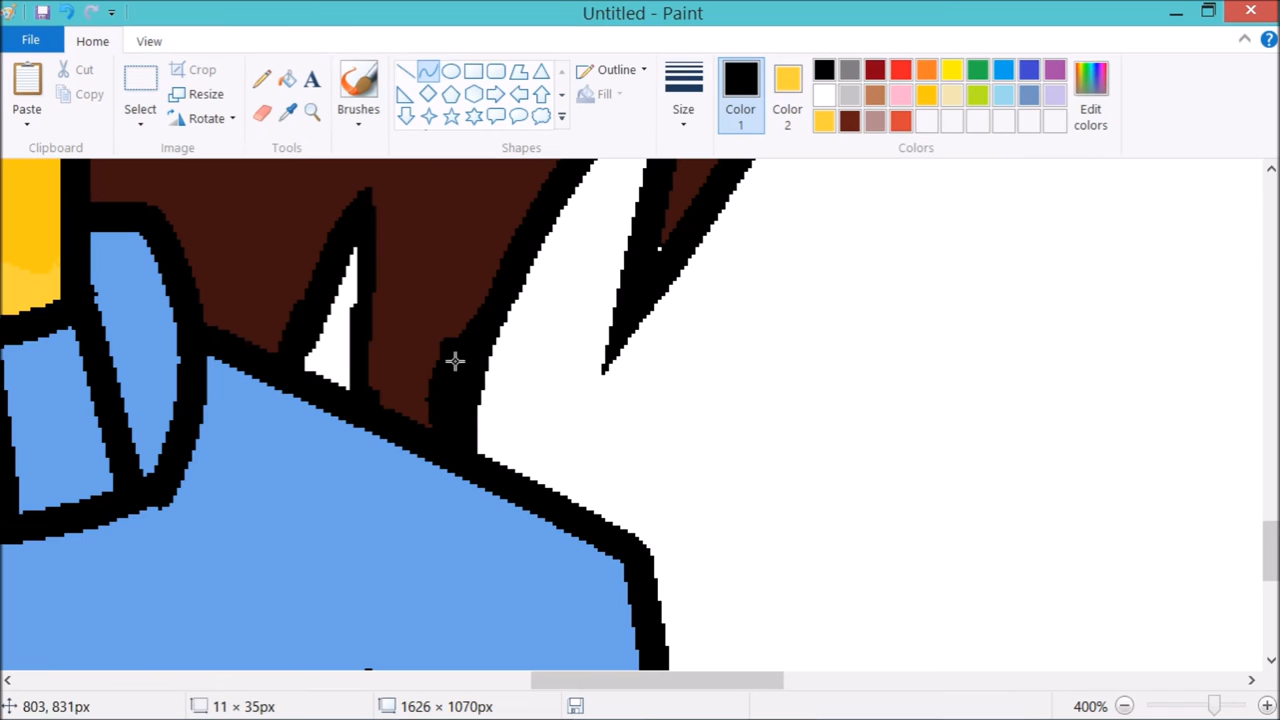 Untitled - Paint
File
Home
View
Paste
Cut
Copy
Clipboard
Select
Crop
Resize
Rotate
Image
A
Tools
Brushes
Outline
Fill
Shapes
Size
Color
1
Color
2
Edit
colors
Colors
803, 831px
11 × 35px
1626 × 1070px
400%